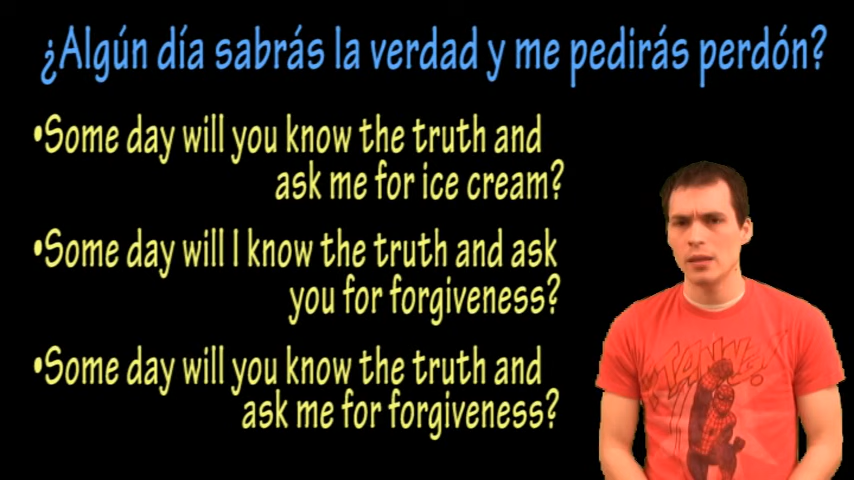 ¿Algún día sabrás la verdad y me pedirás perdón?
•Some day will you know the truth and
ask me for ice cream?
•Some day will I know the truth and ask
you for forgiveness?
•Some day will you know the truth and
ask me for forgiveness?